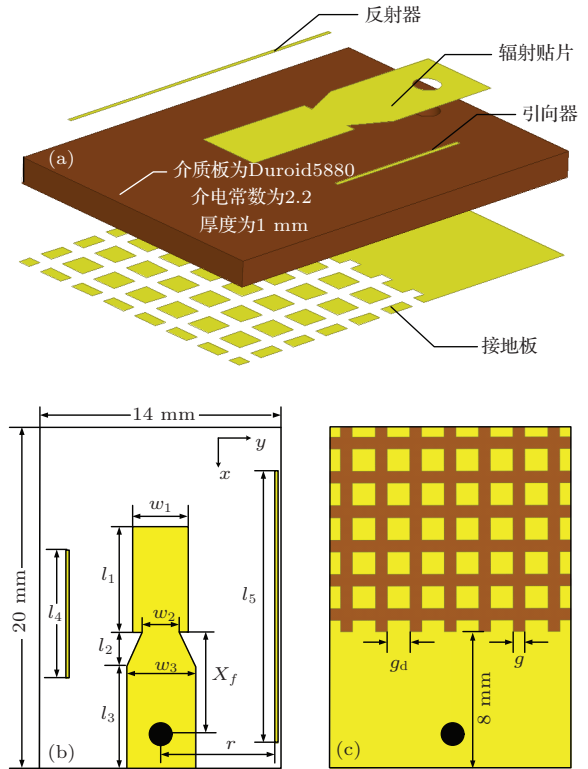 反射器
辐射贴片
引向器
(a)
介质板为Duroid5880
介电常数为2.2
厚度为1 mm
接地板
14 mm
y
x
w1
l1
l5
20 mm
l4
w2
l2
w3
Xf
gd
g
l3
8 mm
r
(b)
(c)